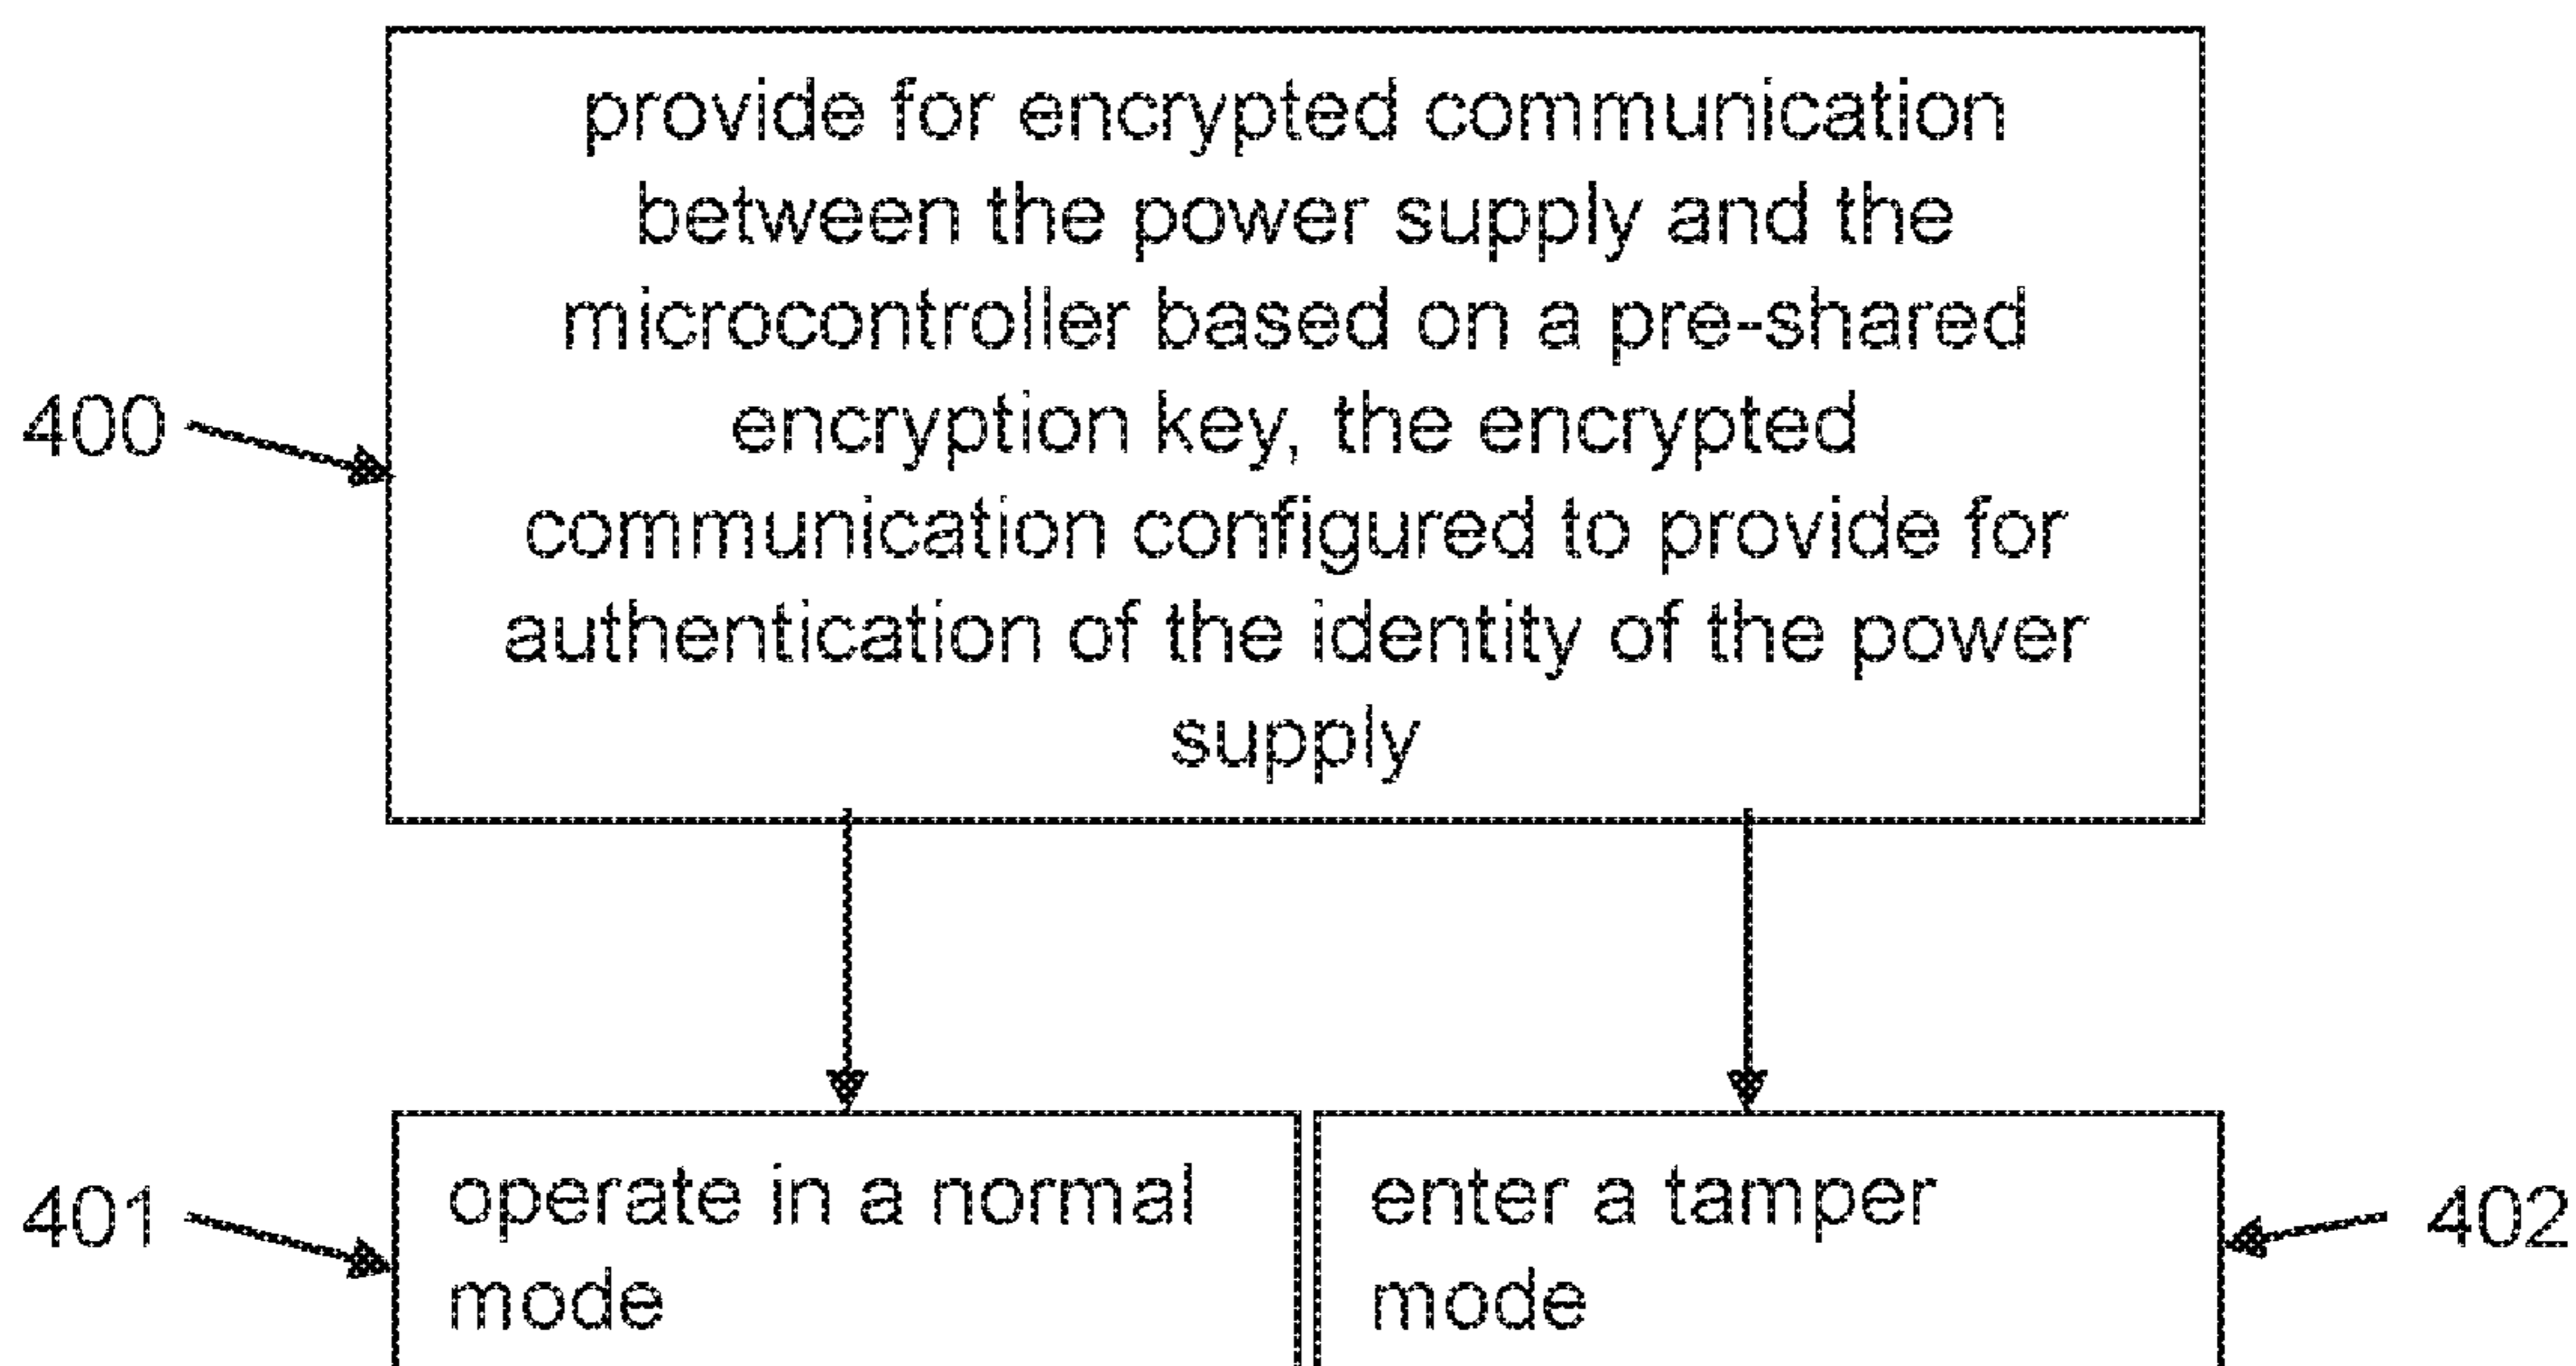 provide for encrypted communication
between the power supply and the
microcontroller based on a pre-shared
encryption key, the encrypted
communication configured to provide for
authentication of the identity of the power
supply
400
401
operate in a normal
mode
enter a tamper
mode
402